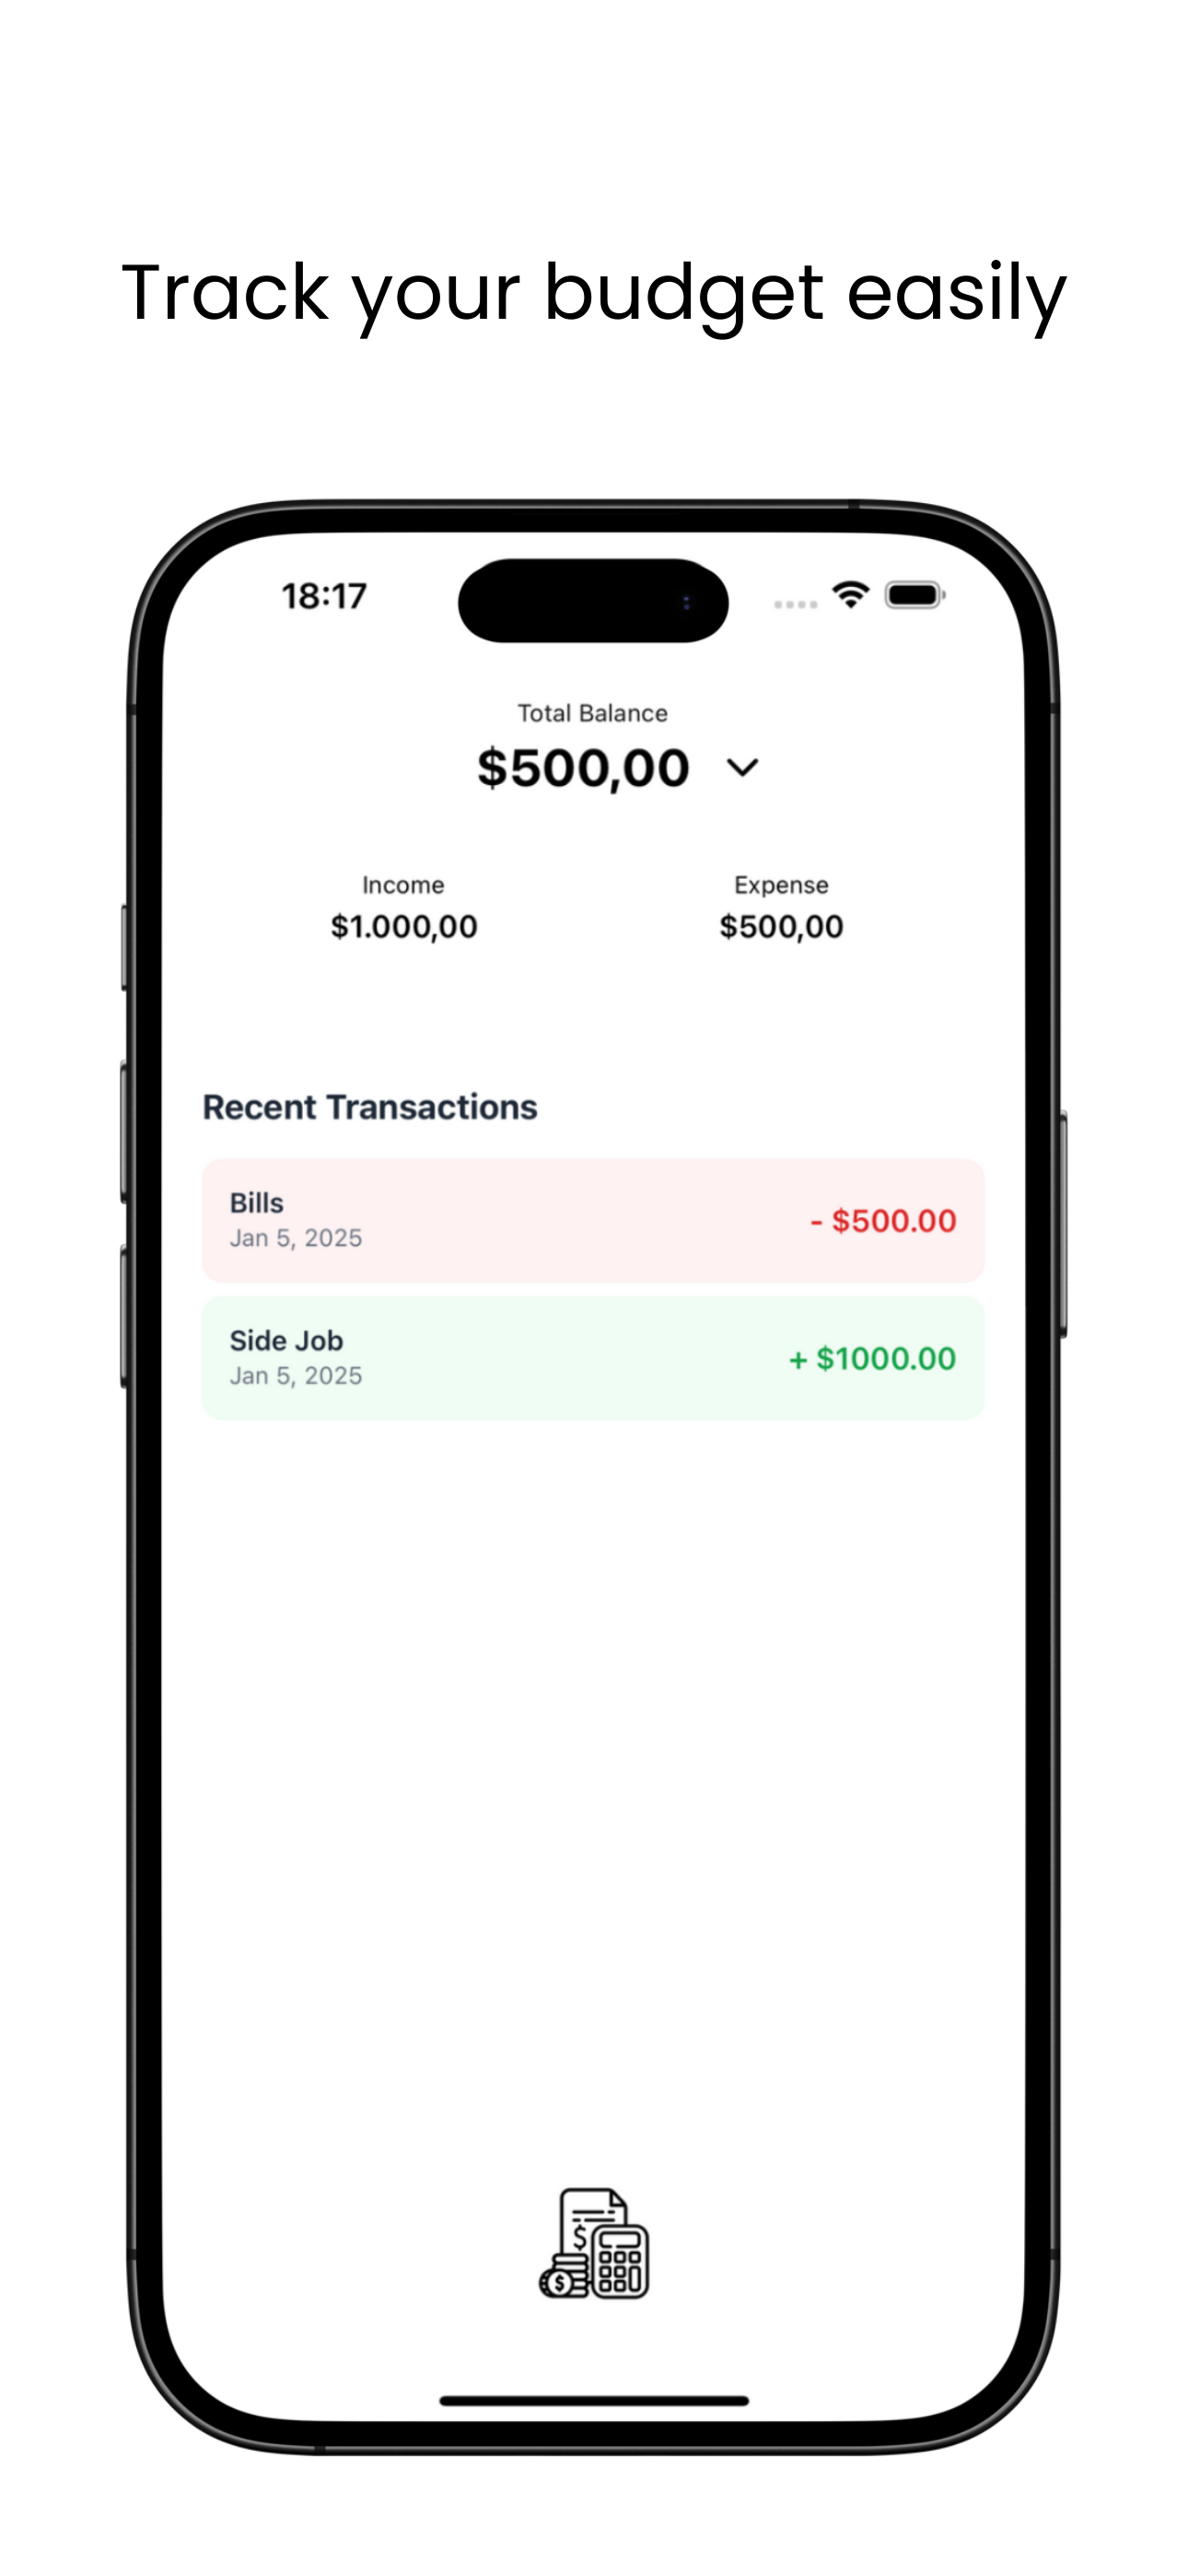 Track your budget easily
18:17
Total Balance
$500,00
Income Expense
$1.000,00 $500,00
Recent Transactions
Bills
Jan 5, 2025
- $500.00
Side Job
Jan 5, 2025
+ $1000.00
$
$